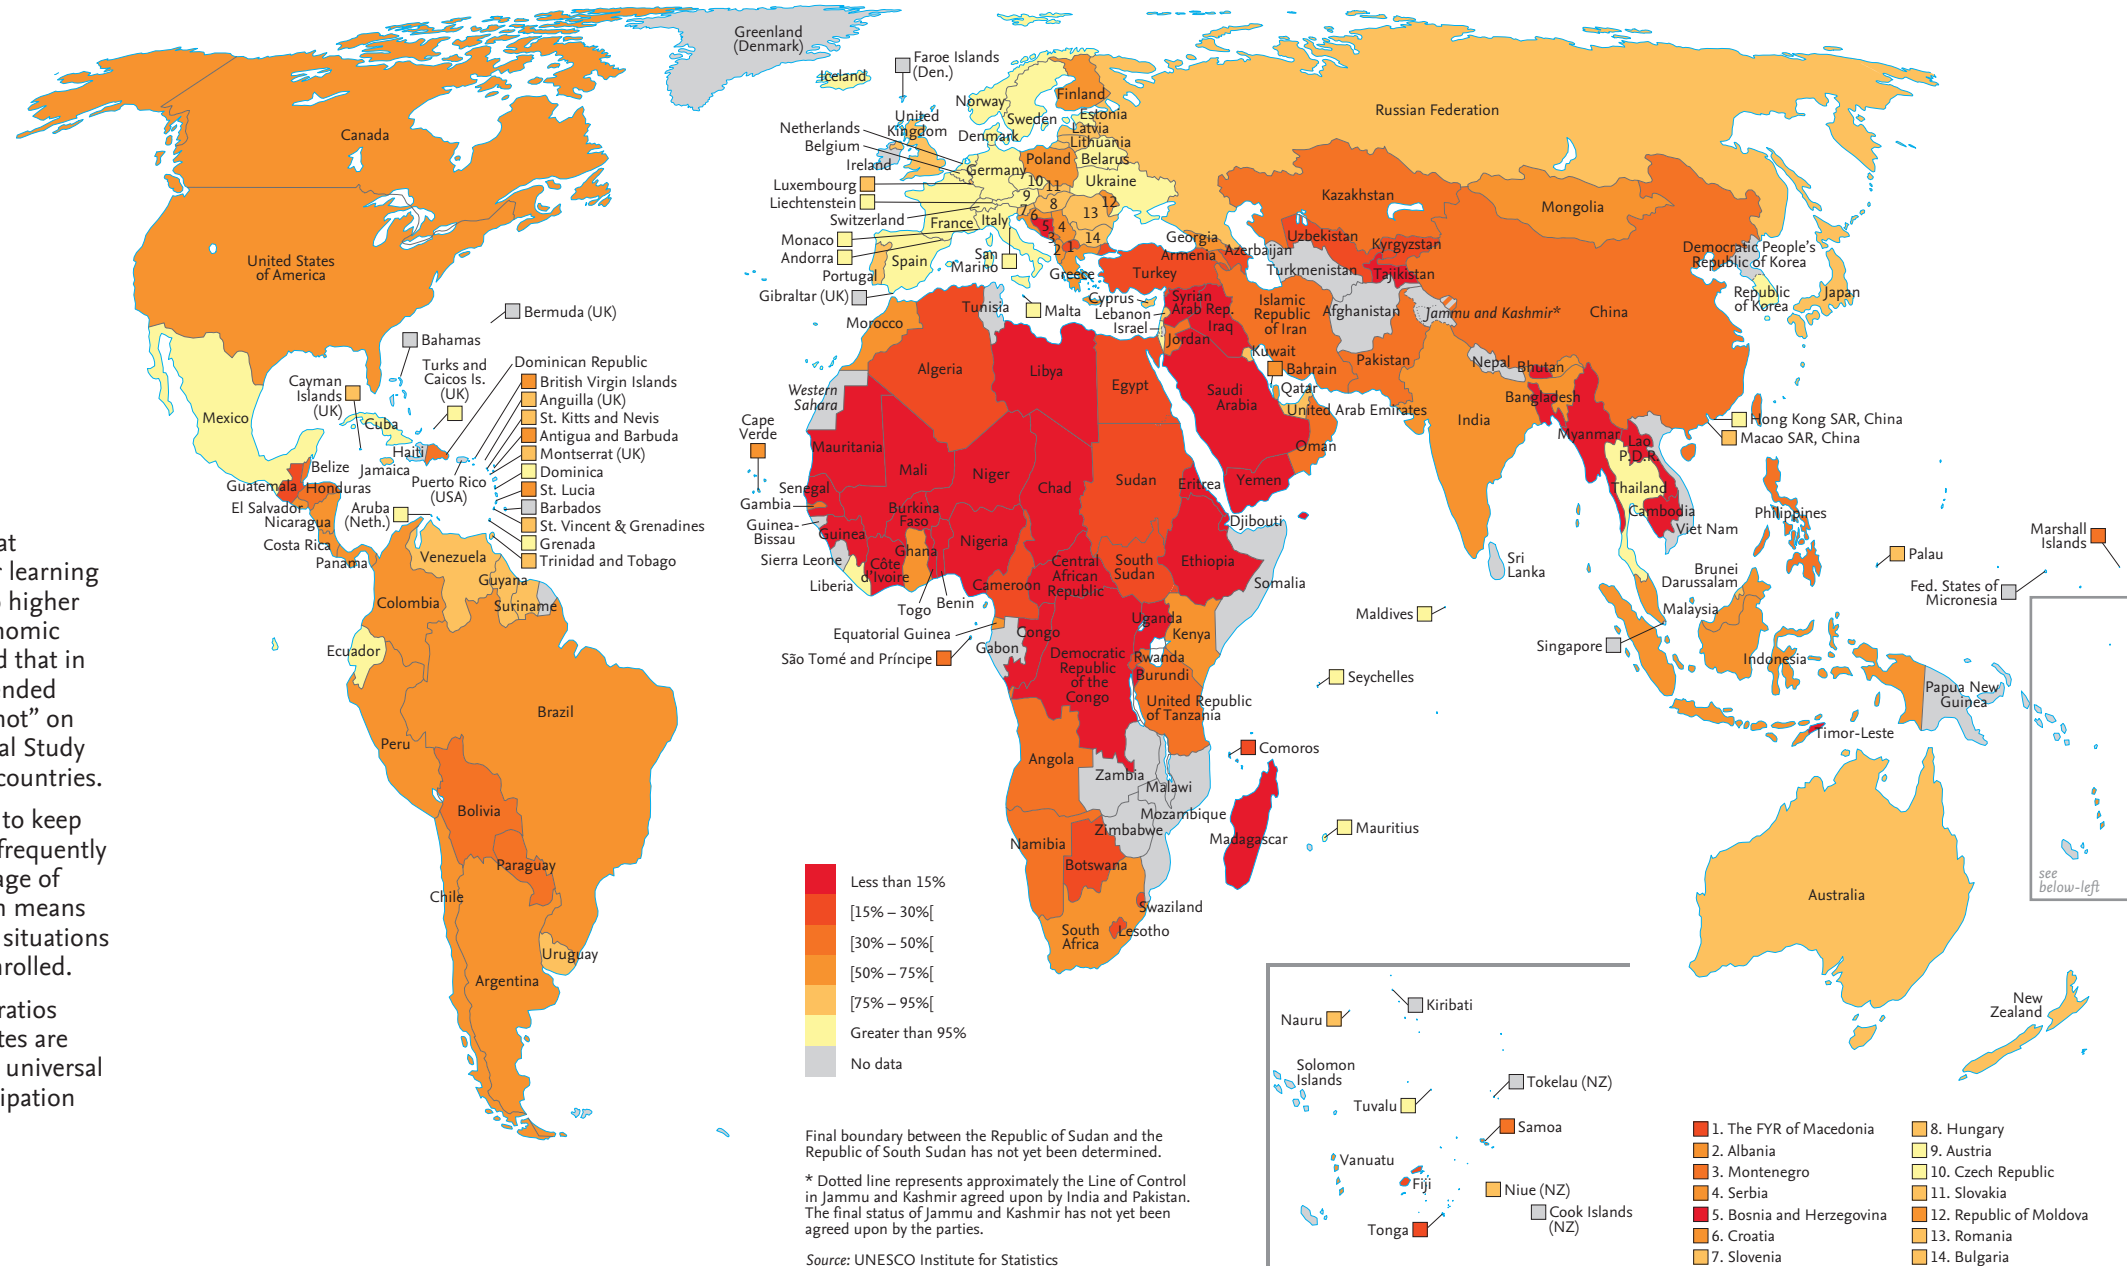 at
r learning
o higher
nomic
d that in
ended
not” on
al Study
countries.
to keep
frequently
age of
n means
situations
nrolled.
ratios
tes are
universal
ipation
Greenland
(Denmark)
Iceland
Faroe Islands
(Den.)
Canada
United States
of America
Mexico
Bermuda (UK)
Bahamas
Turks and
Caicos Is.
(UK)
Cayman
Islands
(UK)
Cuba
Haiti
Jamaica
Puerto Rico
(USA)
Dominican Republic
British Virgin Islands
Anguilla (UK)
St. Kitts and Nevis
Antigua and Barbuda
Montserrat (UK)
Dominica
St. Lucia
Barbados
St. Vincent & Grenadines
Grenada
Trinidad and Tobago
Aruba
(Neth.)
Belize
Guatemala
Honduras
El Salvador
Nicaragua
Costa Rica
Panama
Venezuela
Guyana
Suriname
Colombia
Ecuador
Peru
Brazil
Bolivia
Paraguay
Chile
Argentina
Uruguay
Norway
Sweden
Finland
Estonia
Latvia
Lithuania
Belarus
Ukraine
Poland
Denmark
United
Kingdom
Ireland
Netherlands
Belgium
Luxembourg
Liechtenstein
Switzerland
Monaco
Andorra
Portugal
Gibraltar (UK)
Germany
France
Spain
Italy
San
Marino
Malta
Greece
10
11
9
8
7
6
5
4
3
2
1
12
13
14
Russian Federation
Kazakhstan
Mongolia
China
Georgia
Armenia
Azerbaijan
Turkey
Uzbekistan
Kyrgyzstan
Tajikistan
Turkmenistan
Cyprus
Lebanon
Israel
Syrian
Arab Rep.
Iraq
Jordan
Islamic
Republic
of Iran
Afghanistan
Jammu and Kashmir*
Pakistan
Kuwait
Bahrain
Qatar
United Arab Emirates
Saudi
Arabia
Oman
Yemen
Nepal
Bhutan
Bangladesh
India
Sri
Lanka
Maldives
Myanmar
Lao
P.D.R.
Thailand
Cambodia
Viet Nam
Democratic People's
Republic of Korea
Republic
of Korea
Japan
Hong Kong SAR, China
Macao SAR, China
Philippines
Palau
Marshall
Islands
Fed. States of
Micronesia
Brunei
Darussalam
Malaysia
Singapore
Indonesia
Papua New
Guinea
Timor-Leste
Australia
New
Zealand
see
below-left
Tunisia
Morocco
Algeria
Libya
Egypt
Western
Sahara
Cape
Verde
Mauritania
Mali
Niger
Chad
Sudan
Eritrea
Djibouti
Senegal
Gambia
Guinea-
Bissau
Guinea
Sierra Leone
Liberia
Burkina
Faso
Côte
d'Ivoire
Ghana
Togo
Benin
Nigeria
Cameroon
Central
African
Republic
South
Sudan
Ethiopia
Somalia
Equatorial Guinea
São Tomé and Príncipe
Gabon
Congo
Democratic
Republic
of the
Congo
Uganda
Kenya
Rwanda
Burundi
United Republic
of Tanzania
Seychelles
Comoros
Angola
Zambia
Malawi
Mozambique
Zimbabwe
Namibia
Botswana
Madagascar
Mauritius
Swaziland
Lesotho
South
Africa
Less than 15%
[15% – 30%[
[30% – 50%[
[50% – 75%[
[75% – 95%[
Greater than 95%
No data
Final boundary between the Republic of Sudan and the
Republic of South Sudan has not yet been determined.
* Dotted line represents approximately the Line of Control
in Jammu and Kashmir agreed upon by India and Pakistan.
The final status of Jammu and Kashmir has not yet been
agreed upon by the parties.
Source: UNESCO Institute for Statistics
Kiribati
Nauru
Solomon
Islands
Tokelau (NZ)
Tuvalu
Samoa
Vanuatu
Fiji
Niue (NZ)
Cook Islands
(NZ)
Tonga
1. The FYR of Macedonia
2. Albania
3. Montenegro
4. Serbia
5. Bosnia and Herzegovina
6. Croatia
7. Slovenia
8. Hungary
9. Austria
10. Czech Republic
11. Slovakia
12. Republic of Moldova
13. Romania
14. Bulgaria